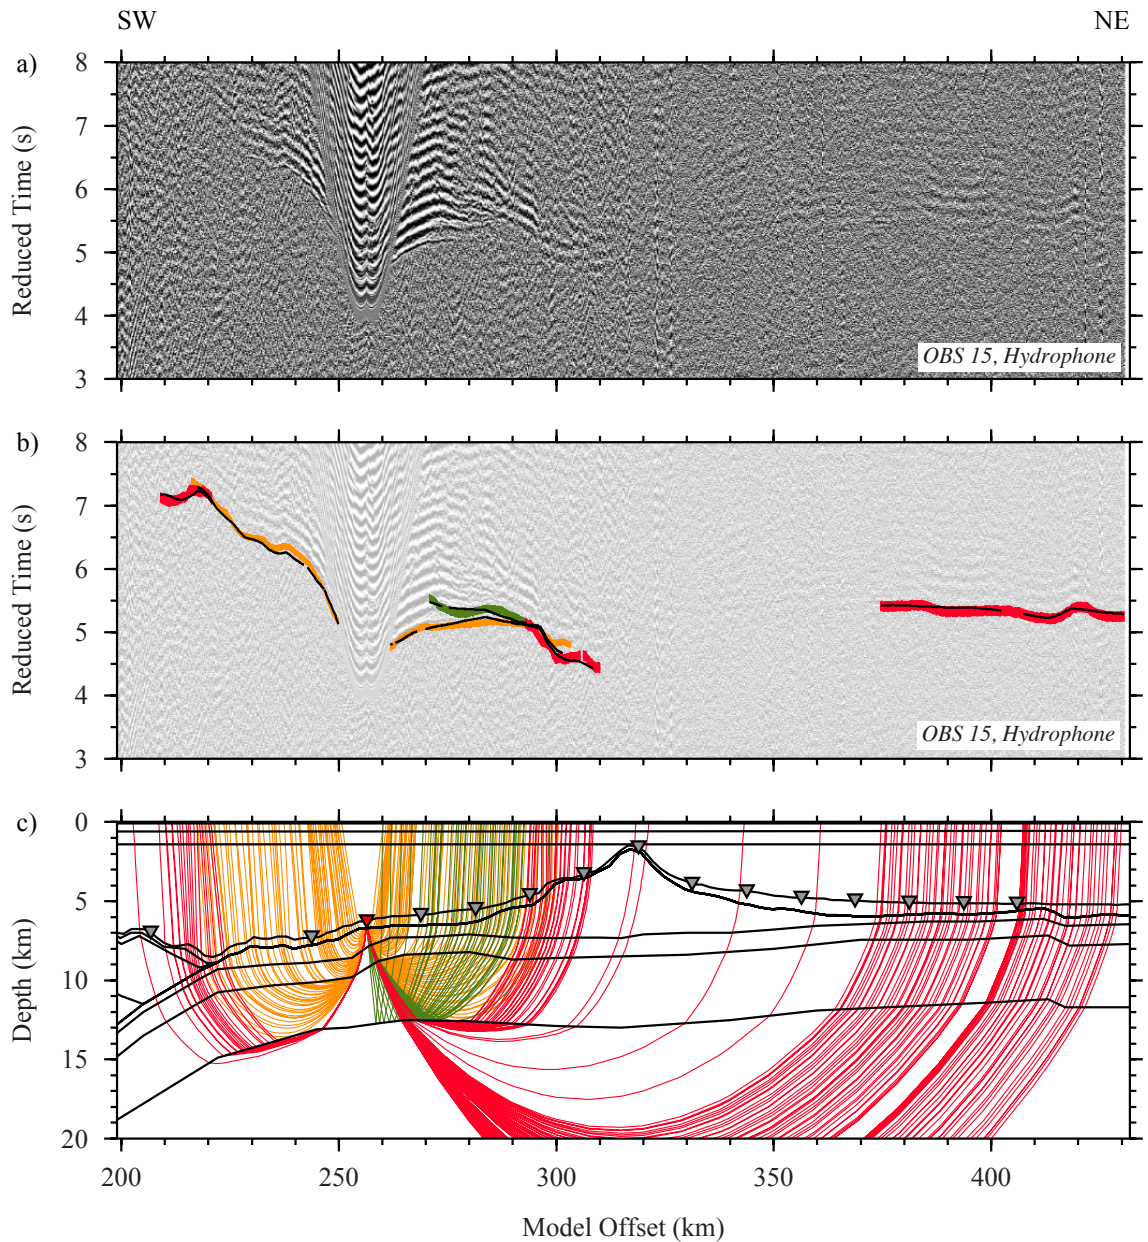 SW NE
a)
8
7
6
5
4
3
Reduced Time (s)
OBS 15, Hydrophone
b)
8
7
6
5
4
3
Reduced Time (s)
OBS 15, Hydrophone
c)
0
5
10
15
20
Depth (km)
200 250 300 350 400
Model Offset (km)